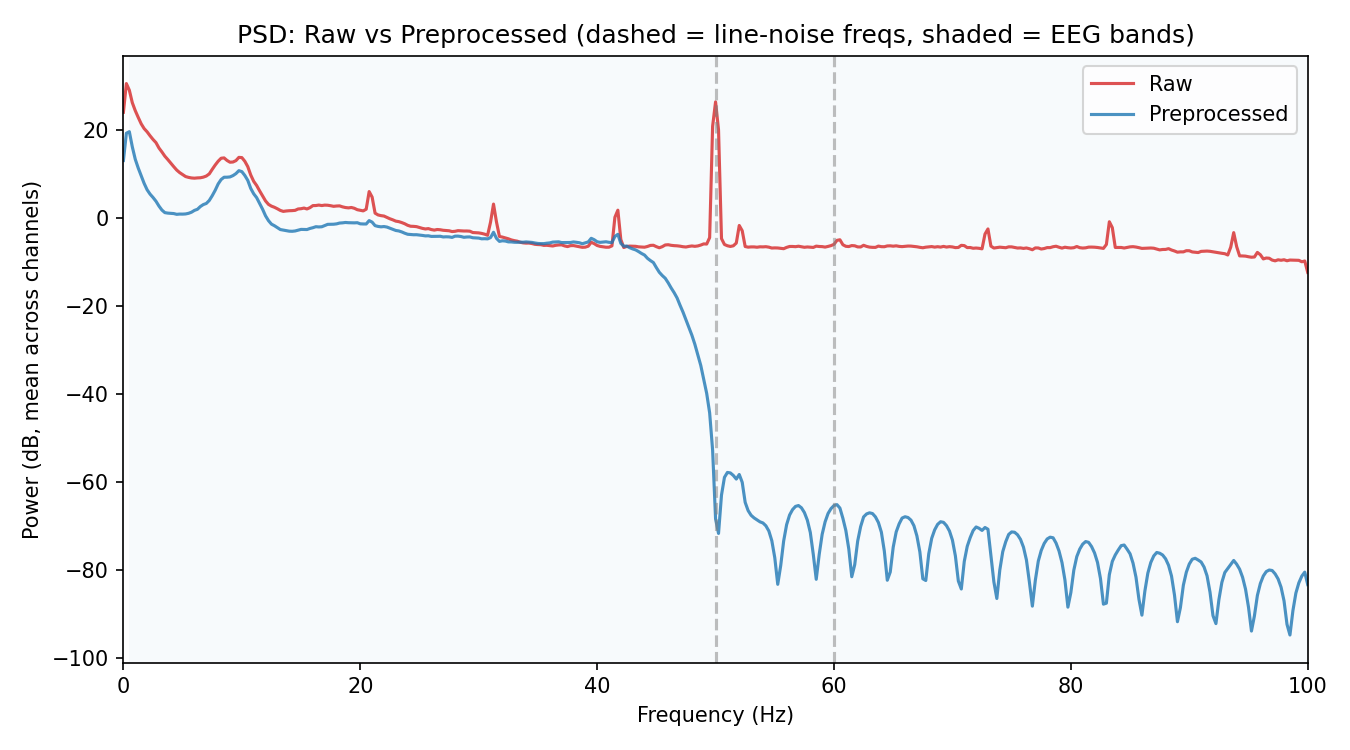 PSD: Raw vs Preprocessed (dashed = line-noise freqs, shaded = EEG bands)
Raw
Preprocessed
Power (dB, mean across channels)
20
0
−20
−40
−60
−80
−100
0
20
40
60
80
100
Frequency (Hz)